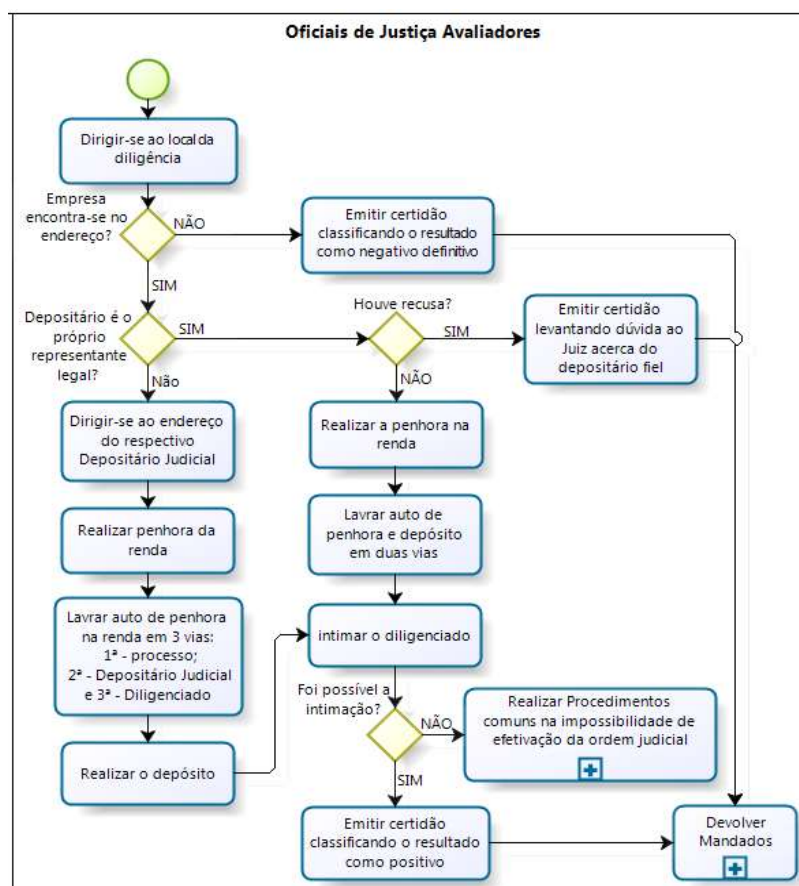 Oficiais de Justiça Avaliadores
Dirigir-se ao local da
diligência
Empresa
encontra-se no
endereço?
NÃO
Emitir certidão
classificando o resultado
como negativo definitivo
SIM
Depositário é o
próprio
representante
legal?
SIM
Houve recusa?
SIM
Emitir certidão
levantando dúvida ao
Juiz acerca do
depositário fiel
Não
NÃO
Dirigir-se ao endereço
do respectivo
Depositário Judicial
Realizar a penhora na
renda
Realizar penhora da
renda
Lavrar auto de
penhora e depósito
em duas vias
Lavrar auto de penhora
na renda em 3 vias:
1ª - processo;
2ª - Depositário Judicial
e 3ª - Diligenciado
intimar o diligenciado
Foi possível a
intimação?
NÃO
Realizar Procedimentos
comuns na impossibilidade de
efetivação da ordem judicial
Realizar o depósito
SIM
Emitir certidão
classificando o resultado
como positivo
Devolver
Mandados